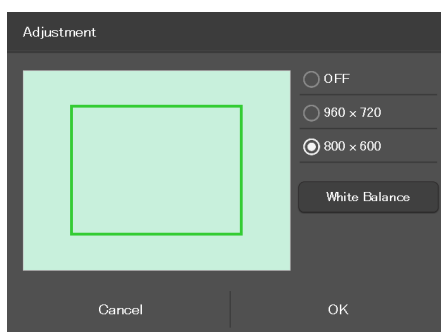 Adjustment
OFF
960 × 720
800 × 600
White Balance
Cancel
OK